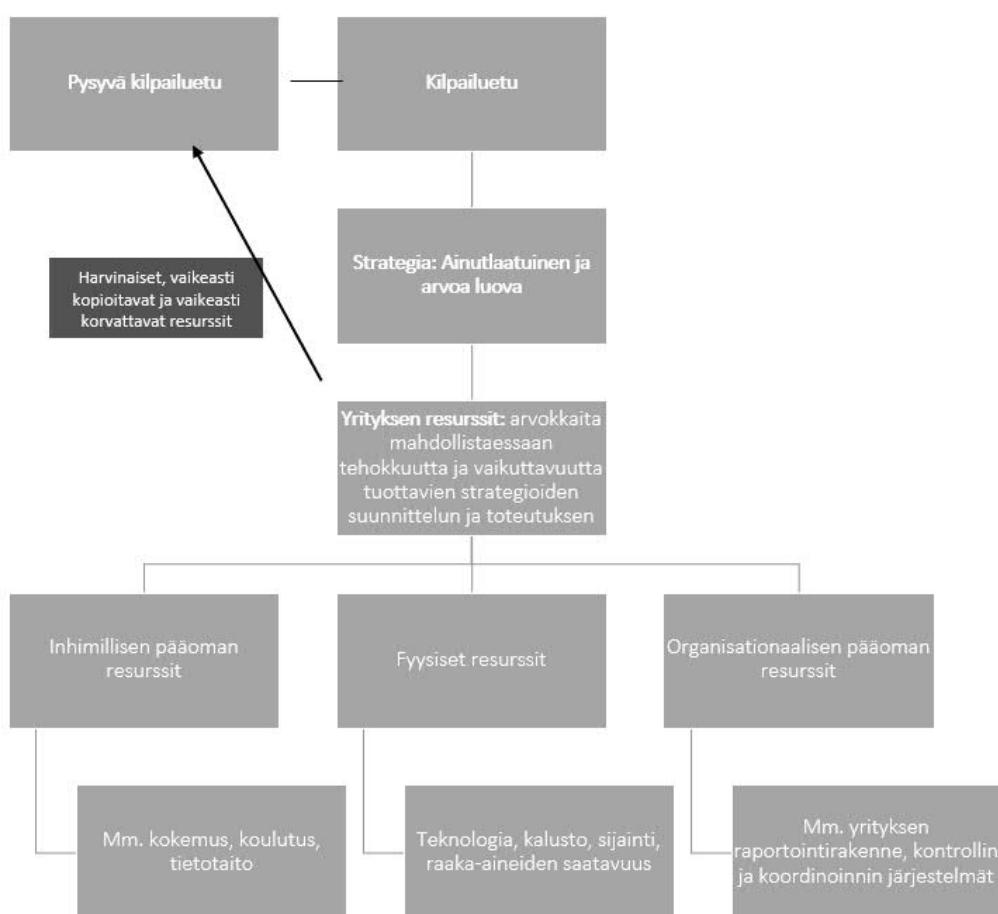 Pysyvä kilpailuetu
Kilpailuetu
Strategia: Ainutlaatuinen ja
arvoa luova
Harvinaiset, vaikeasti
kopioitavat ja vaikeasti
korvattavat resurssit
Yrityksen resurssit: arvokkaita
mahdollistaessaan
tehokkuutta ja vaikuttavuutta
tuottavien strategioiden
suunnittelun ja toteutuksen
Inhimillisen pääoman
resurssit
Fyysiset resurssit
Organisationaalisen pääoman
resurssit
Mm. kokemus, koulutus,
tietotaito
Teknologia, kalusto, sijainti,
raaka-aineiden saatavuus
Mm. yrityksen
raportointirakenne, kontrollin
ja koordinoinnin järjestelmät